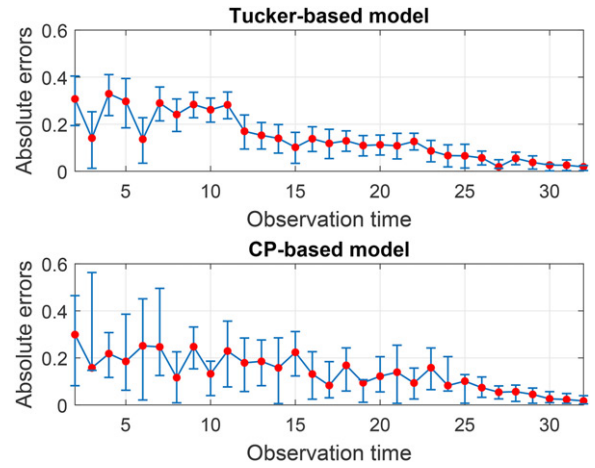 Tucker-based model
0.6
0.4
0.2
0
Absolute errors
5 10 15 20 25 30
Observation time
CP-based model
0.6
0.4
0.2
0
Absolute errors
5 10 15 20 25 30
Observation time